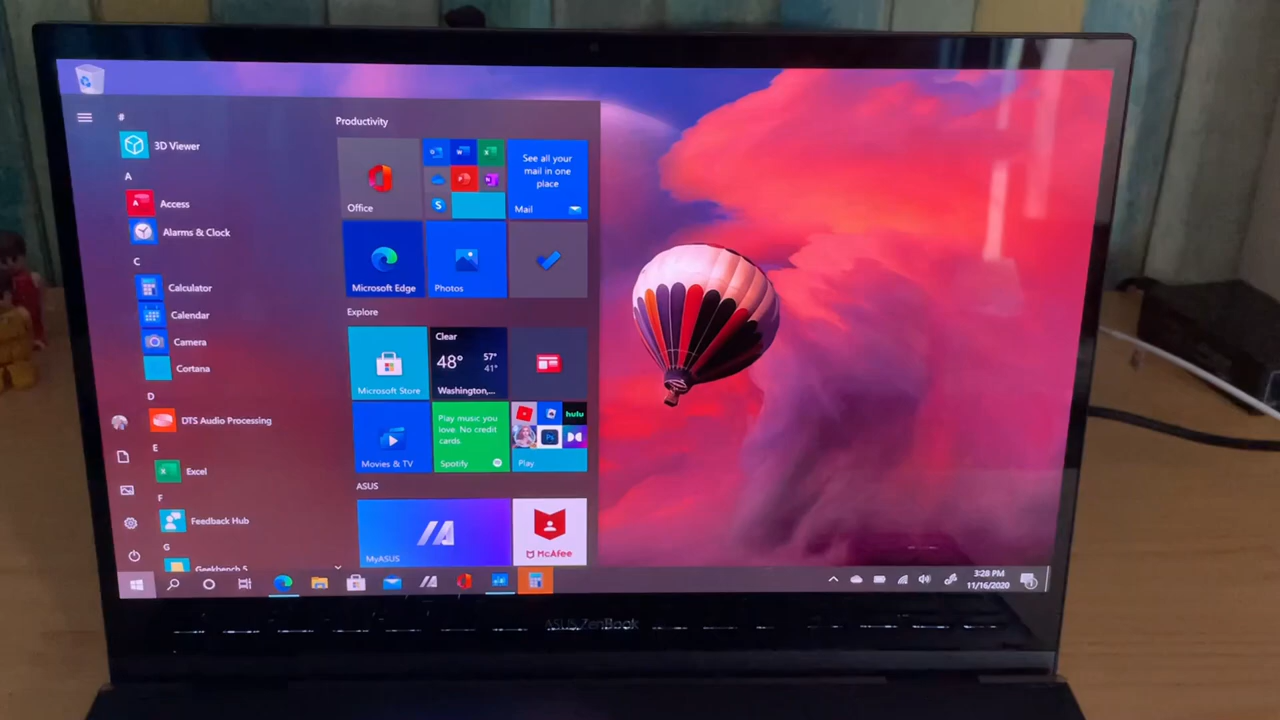 #
3D Viewer
A
Access
Alarms & Clock
C
Calculator
Calendar
Camera
Cortana
D
DTS Audio Processing
E
Excel
F
Feedback Hub
G
Geekbench 5
Productivity
Office
See all your
mail in one
place
Mail
Microsoft Edge
Photos
Explore
Microsoft Store
Clear
48°
57°
41°
Washington,...
Movies & TV
Play music you
love. No credit
cards.
Spotify
hulu
Play
ASUS
MyASUS
McAfee
3:28 PM
11/16/2020
ASUS ZenBook